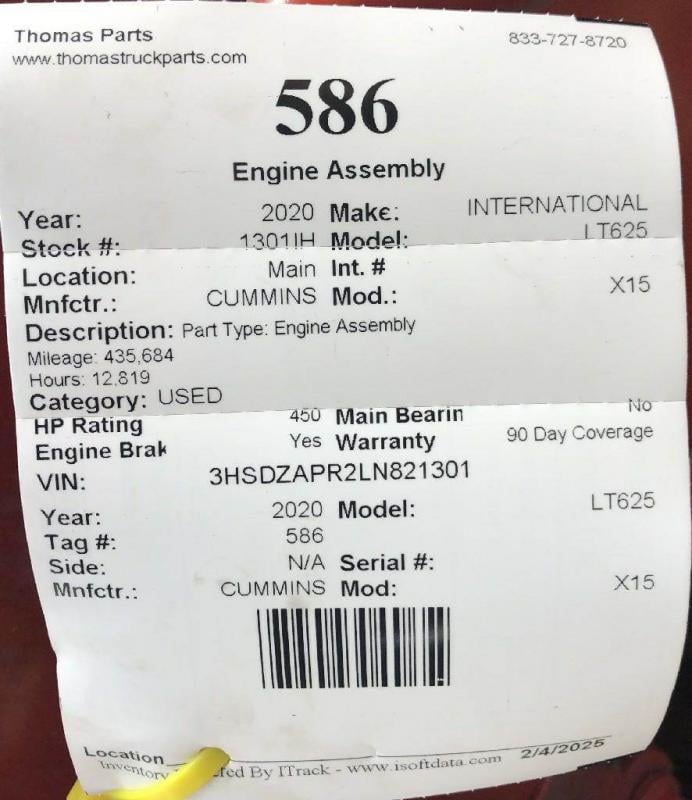 Thomas Parts 833-727-8720
www.thomastruckparts.com
586
Engine Assembly
Year: 2020 Make: INTERNATIONAL
Stock #: 1301IH Model: LT625
Location: Main Int. #
Mnfctr.: CUMMINS Mod.: X15
Description: Part Type: Engine Assembly
Mileage: 435,684
Hours: 12,819
Category: USED
HP Rating 450 Main Bearin No
Engine Brak Yes Warranty 90 Day Coverage
VIN: 3HSDZAPR2LN821301
Year: 2020 Model: LT625
Tag #: 586
Side: N/A Serial #:
Mnfctr.: CUMMINS Mod: X15
Location 2/4/2025
Inventory By ITrack - www.isoftdata.com